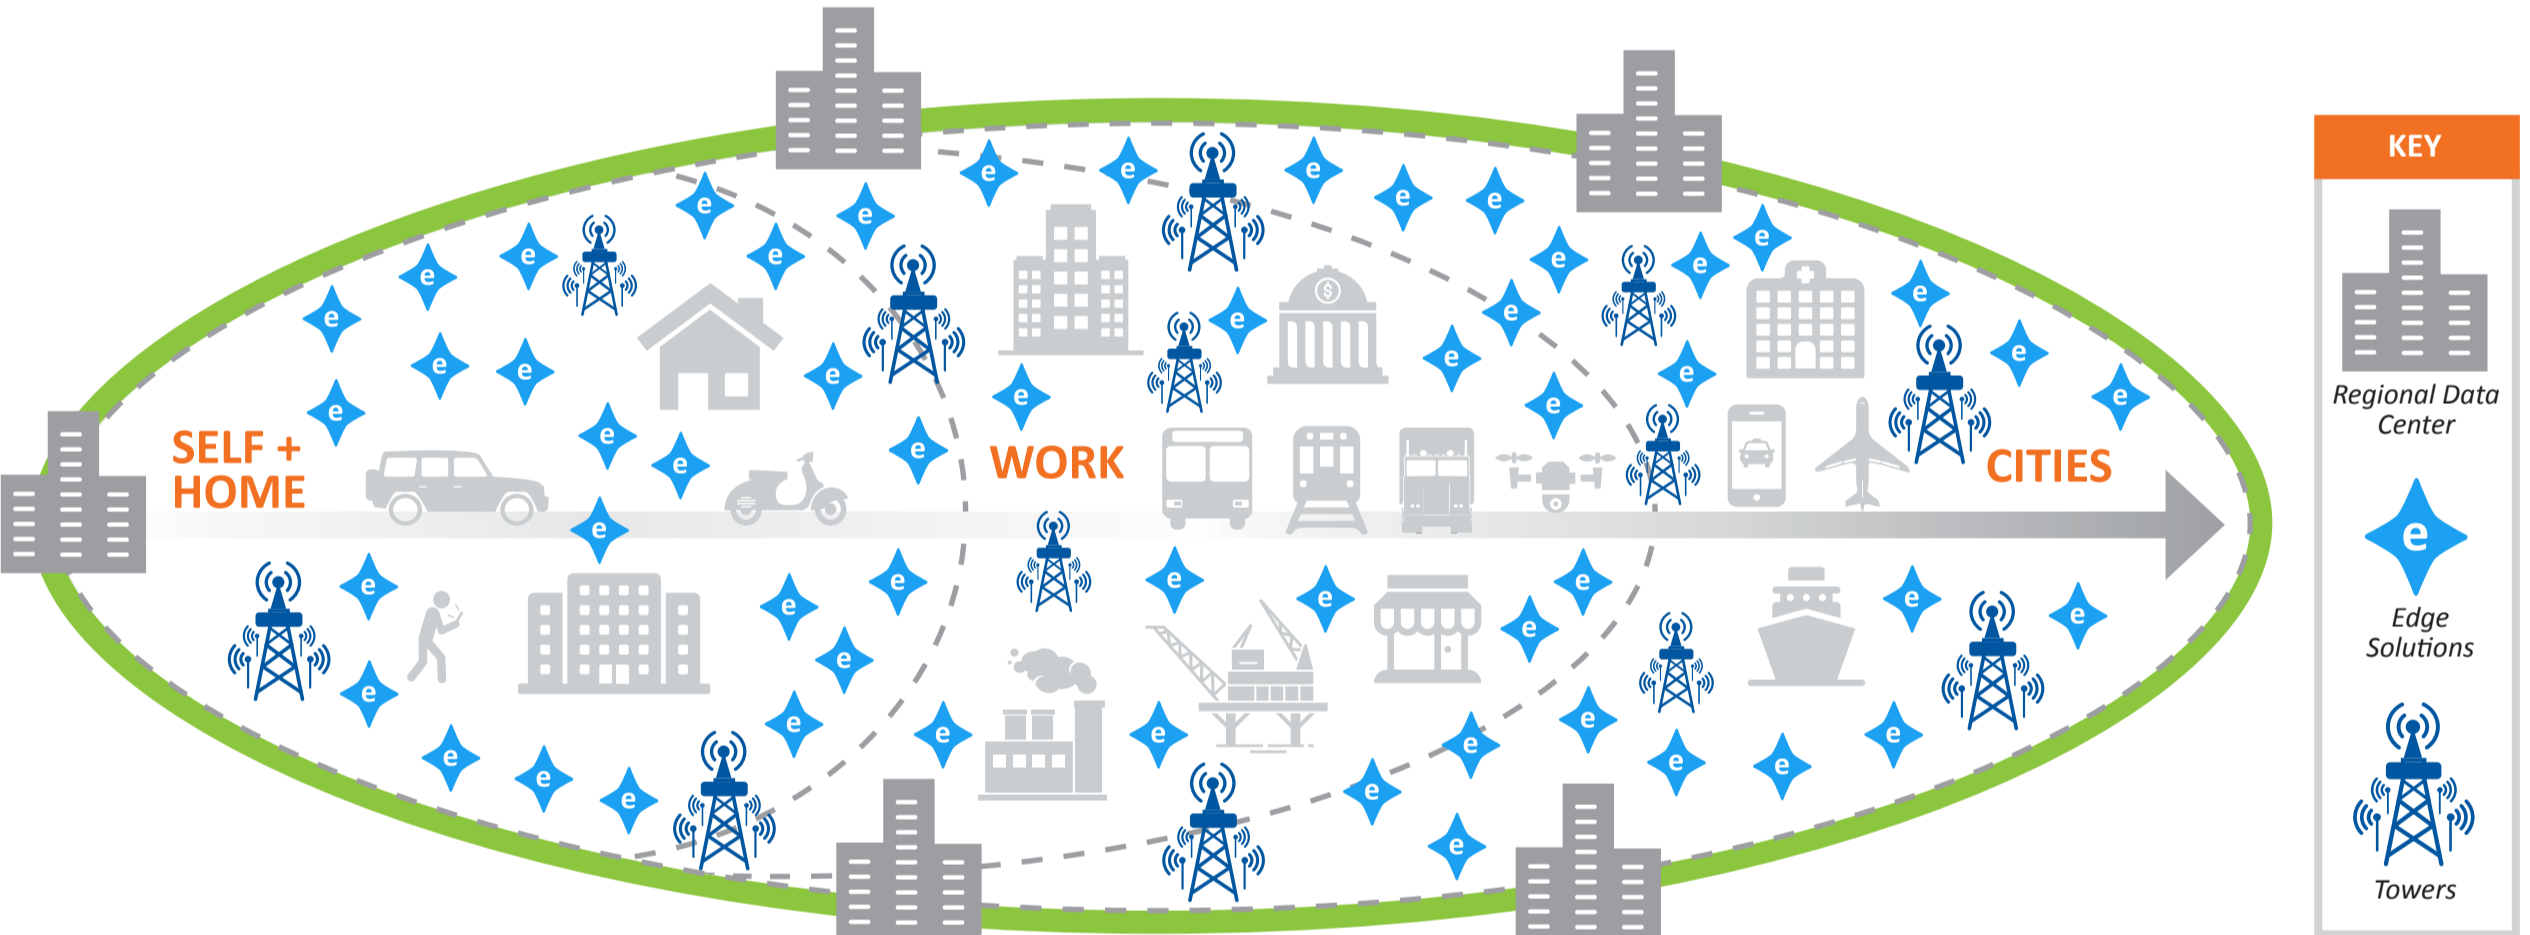 SELF +
HOME
WORK
CITIES
KEY
Regional Data
Center
e
Edge
Solutions
Towers